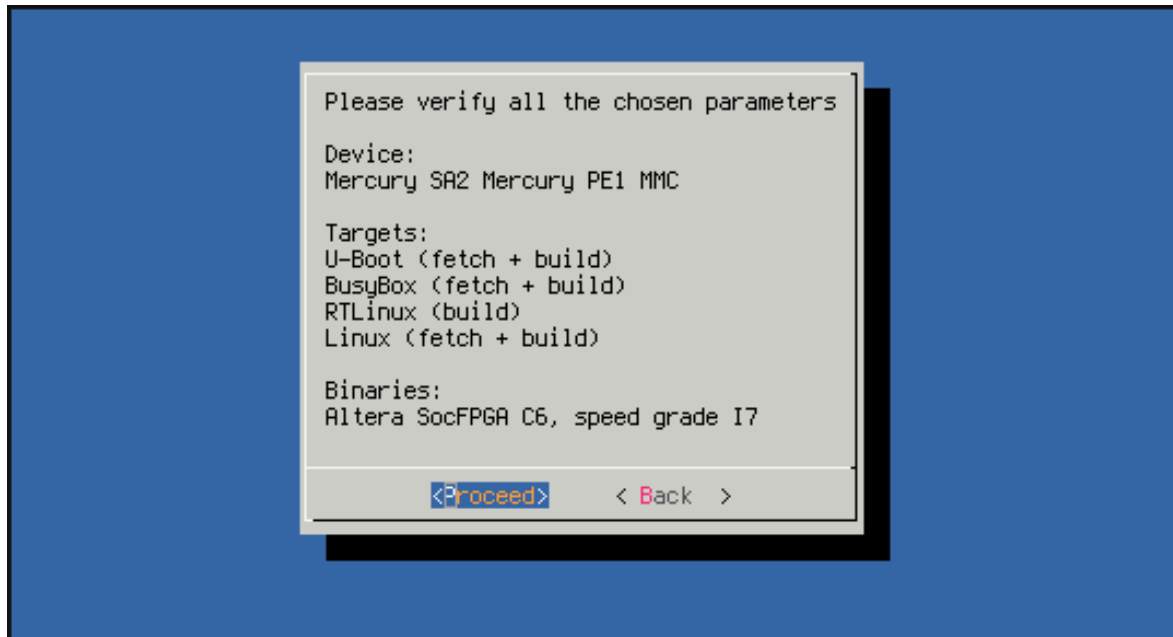 Please verify all the chosen parameters
Device:
Mercury SA2 Mercury PE1 MMC
Targets:
U-Boot (fetch + build)
BusyBox (fetch + build)
RTLinux (build)
Linux (fetch + build)
Binaries:
Altera SocFPGA C6, speed grade I7
<Proceed> < Back >